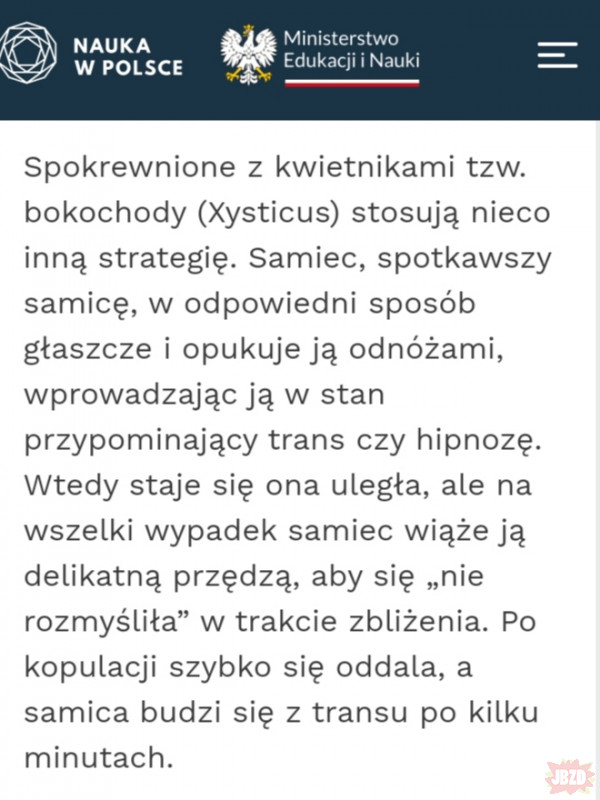 NAUKA
W POLSCE
Ministerstwo
Edukacji i Nauki
Spokrewnione z kwietnikami tzw.
bokochody (Xysticus) stosują nieco
inną strategię. Samiec, spotkawszy
samicę, w odpowiedni sposób
głaszcze i opukuje ją odnóżami,
wprowadzając ją w stan
przypominający trans czy hipnozę.
Wtedy staje się ona uległa, ale na
wszelki wypadek samiec wiąże ją
delikatną przędzą, aby się „nie
rozmyśliła” w trakcie zbliżenia. Po
kopulacji szybko się oddala, a
samica budzi się z transu po kilku
minutach.
JBZD